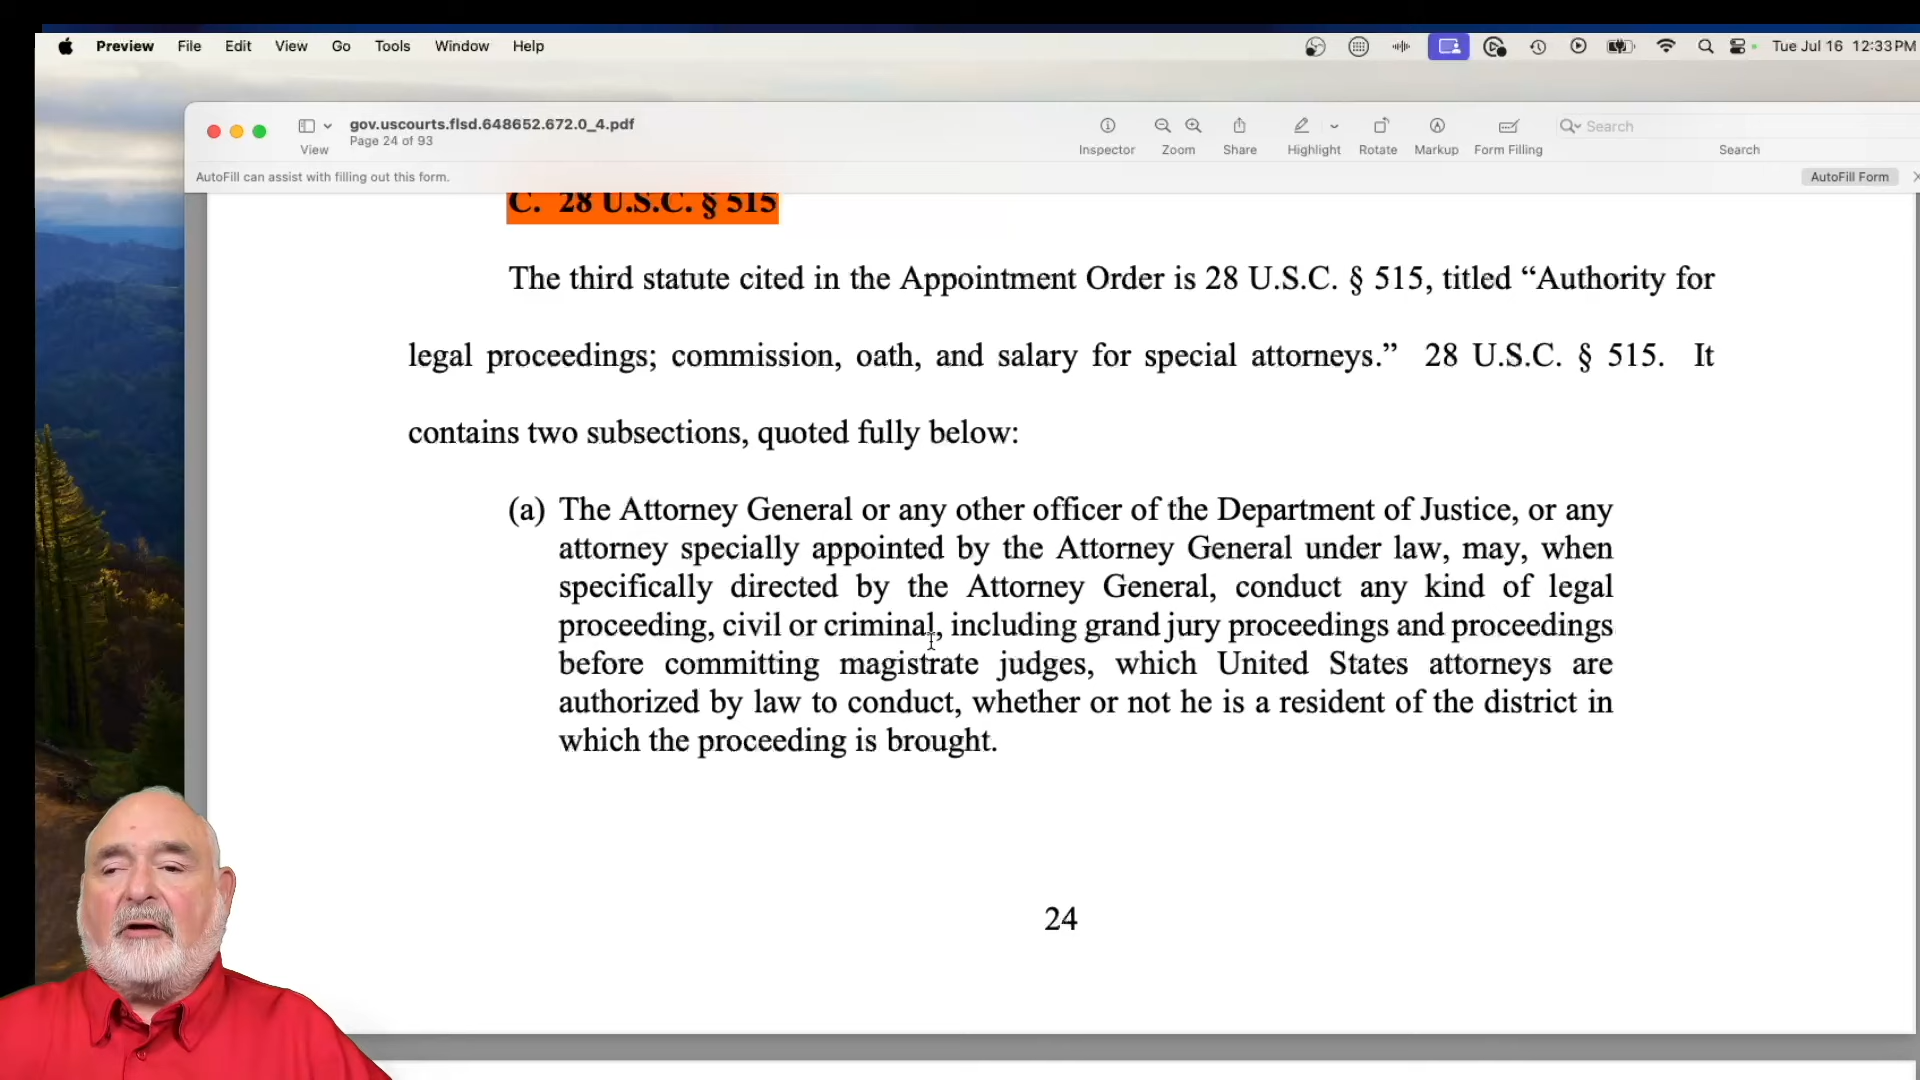 Preview File Edit View Go Tools Window Help Tue Jul 16 12:33 PM
gov.uscourts.flsd.648652.672.0_4.pdf
Page 24 of 93
Search
View Inspector Zoom Share Highlight Rotate Markup Form Filling Search
AutoFill can assist with filling out this form. AutoFill Form
C. 28 U.S.C. § 515
The third statute cited in the Appointment Order is 28 U.S.C. § 515, titled “Authority for
legal proceedings; commission, oath, and salary for special attorneys.” 28 U.S.C. § 515. It
contains two subsections, quoted fully below:
(a) The Attorney General or any other officer of the Department of Justice, or any
attorney specially appointed by the Attorney General under law, may, when
specifically directed by the Attorney General, conduct any kind of legal
proceeding, civil or criminal, including grand jury proceedings and proceedings
before committing magistrate judges, which United States attorneys are
authorized by law to conduct, whether or not he is a resident of the district in
which the proceeding is brought.
24